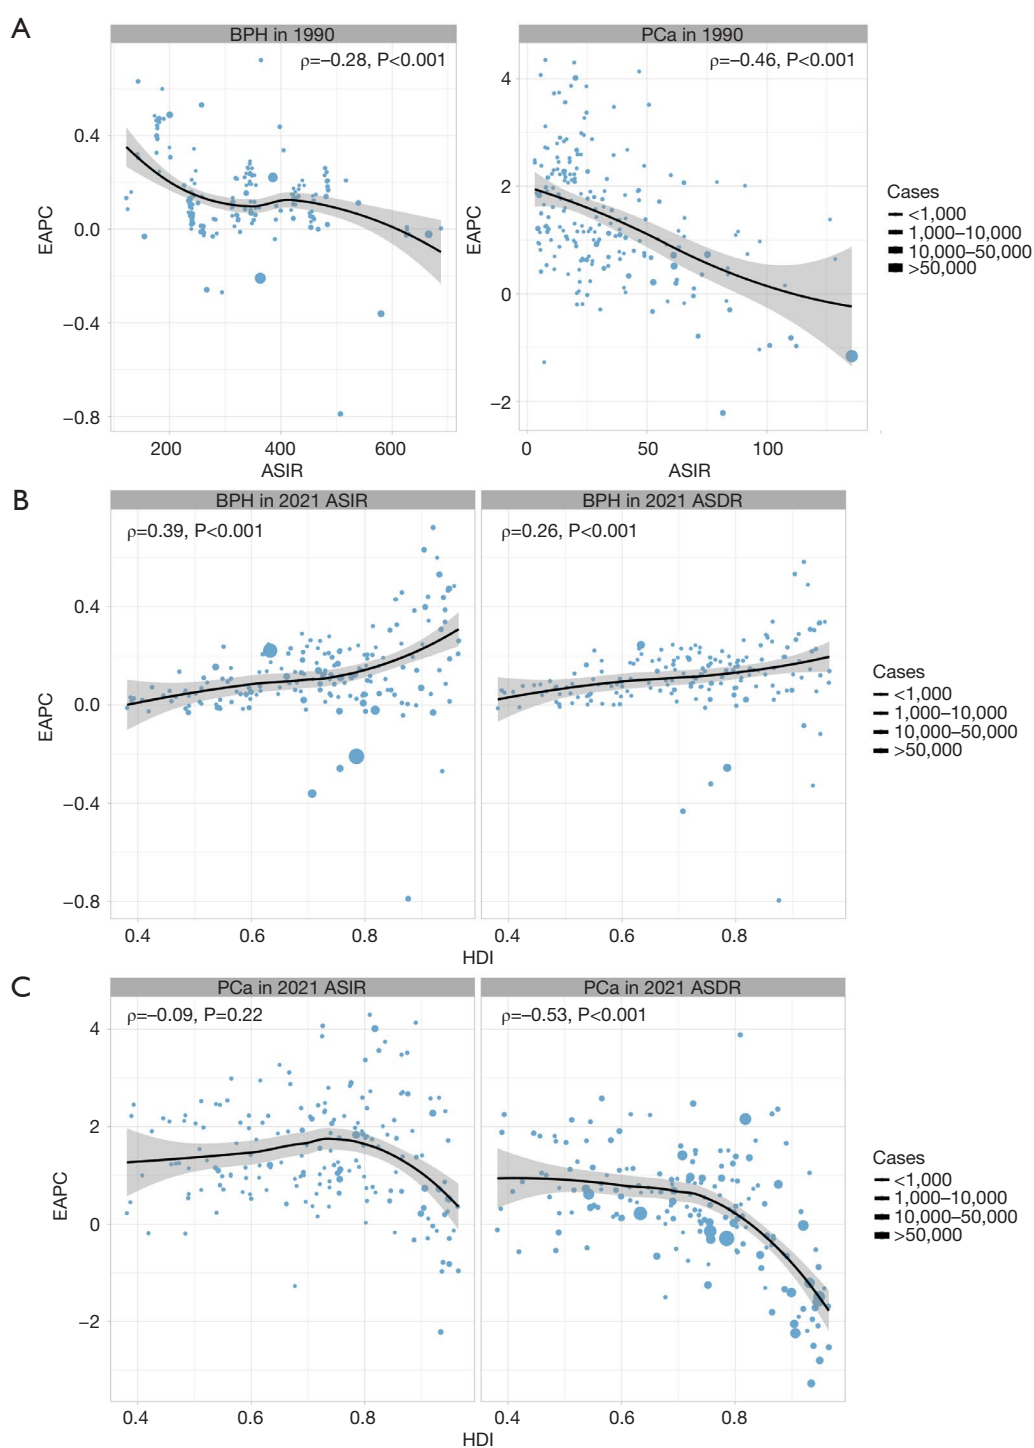 A
BPH in 1990
PCa in 1990
ρ=–0.28, P<0.001
ρ=–0.46, P<0.001
EAPC
0.4
0.0
–0.4
–0.8
200
400
600
ASIR
EAPC
4
2
0
–2
0
50
100
ASIR
Cases
<1,000
1,000–10,000
10,000–50,000
>50,000
B
BPH in 2021 ASIR
BPH in 2021 ASDR
ρ=0.39, P<0.001
ρ=0.26, P<0.001
EAPC
0.4
0.0
–0.4
–0.8
0.4
0.6
0.8
0.4
0.6
0.8
HDI
Cases
<1,000
1,000–10,000
10,000–50,000
>50,000
C
PCa in 2021 ASIR
PCa in 2021 ASDR
ρ=–0.09, P=0.22
ρ=–0.53, P<0.001
EAPC
4
2
0
–2
0.4
0.6
0.8
0.4
0.6
0.8
HDI
Cases
<1,000
1,000–10,000
10,000–50,000
>50,000